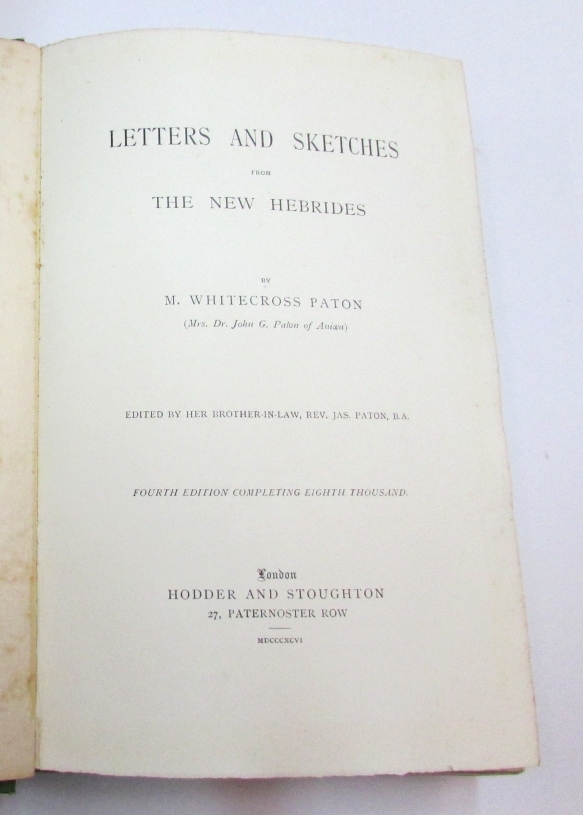 LETTERS AND SKETCHES
FROM
THE NEW HEBRIDES
BY
M. WHITECROSS PATON
(Mrs. Dr. John G. Paton of Aniwa)
EDITED BY HER BROTHER-IN-LAW, REV. JAS. PATON, B.A.
FOURTH EDITION COMPLETING EIGHTH THOUSAND.
London
HODDER AND STOUGHTON
27, PATERNOSTER ROW
MDCCCXCVI